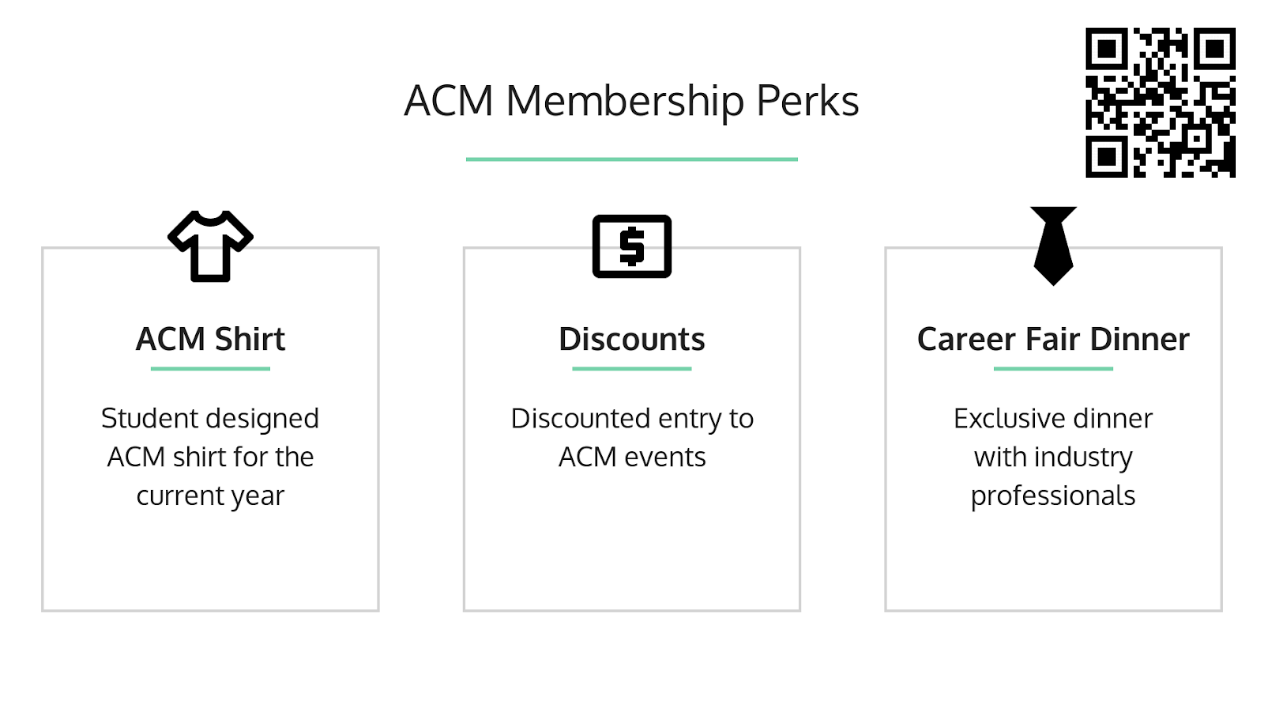 ACM Membership Perks
ACM Shirt
Student designed
ACM shirt for the
current year
$
Discounts
Discounted entry to
ACM events
Career Fair Dinner
Exclusive dinner
with industry
professionals